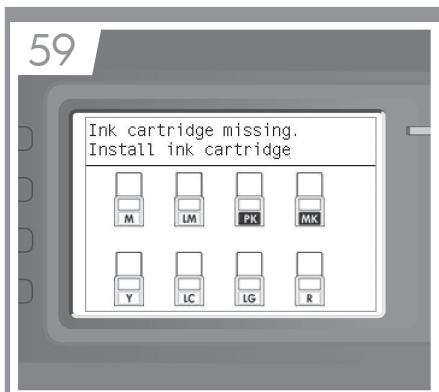 59
Ink cartridge missing.
Install ink cartridge
M LM PK MK
Y LC LG R